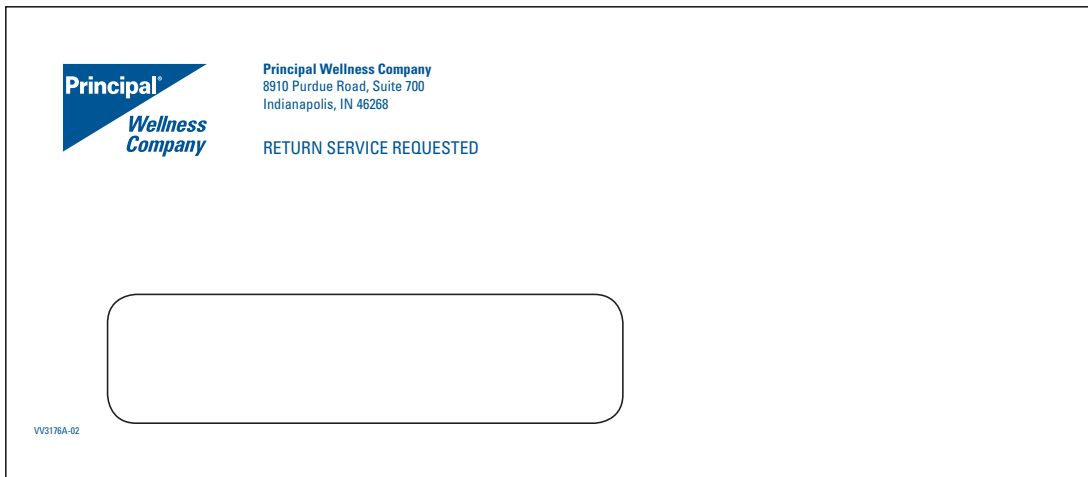 Principal®
Wellness
Company
Principal Wellness Company
8910 Purdue Road, Suite 700
Indianapolis, IN 46268
RETURN SERVICE REQUESTED
VV3176A-02